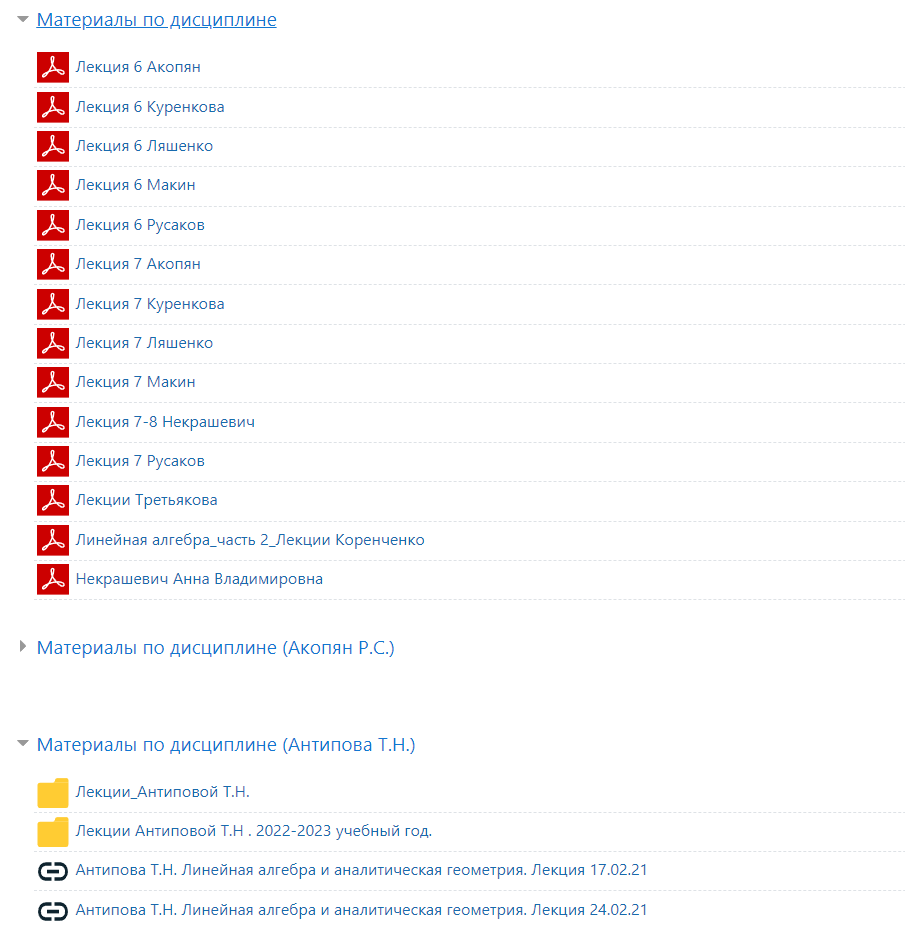 Материалы по дисциплине
Лекция 6 Акопян
Лекция 6 Куренкова
Лекция 6 Ляшенко
Лекция 6 Макин
Лекция 6 Русаков
Лекция 7 Акопян
Лекция 7 Куренкова
Лекция 7 Ляшенко
Лекция 7 Макин
Лекция 7-8 Некрашевич
Лекция 7 Русаков
Лекции Третьякова
Линейная алгебра_часть 2_Лекции Коренченко
Некрашевич Анна Владимировна
Материалы по дисциплине (Акопян Р.С.)
Материалы по дисциплине (Антипова Т.Н.)
Лекции_Антиповой Т.Н.
Лекции Антиповой Т.Н . 2022-2023 учебный год.
Антипова Т.Н. Линейная алгебра и аналитическая геометрия. Лекция 17.02.21
Антипова Т.Н. Линейная алгебра и аналитическая геометрия. Лекция 24.02.21